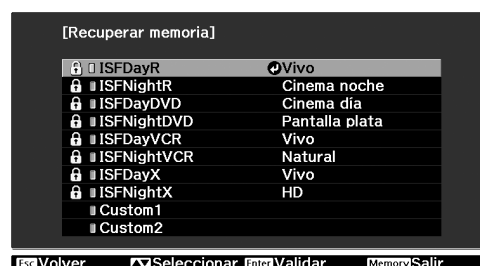 [Recuperar memoria]
ISFDayR Vivo
ISFNightR Cinema noche
ISFDayDVD Cinema día
ISFNightDVD Pantalla plata
ISFDayVCR Vivo
ISFNightVCR Natural
ISFDayX Vivo
ISFNightX HD
Custom1
Custom2
Esc Volver Seleccionar Enter Validar Memory Salir